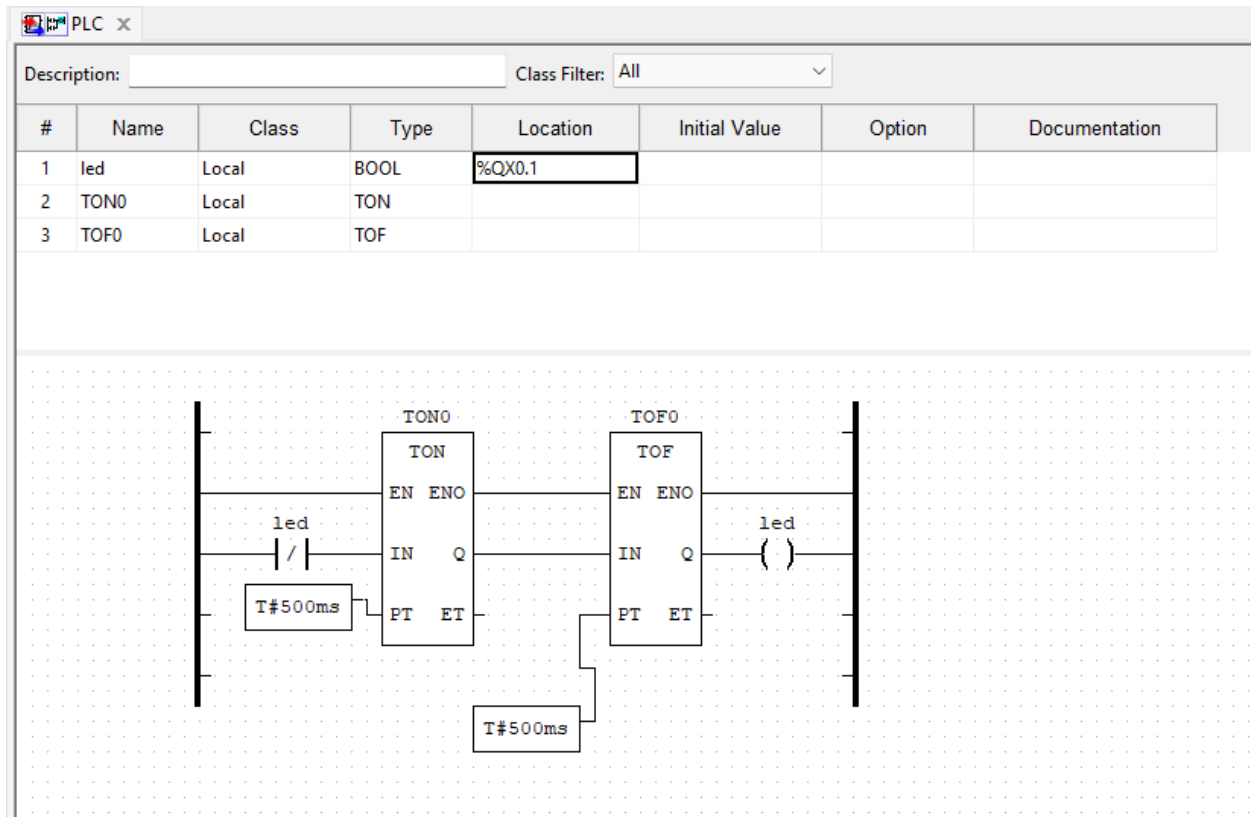 PLC X
Description: Class Filter: All
# Name Class Type Location Initial Value Option Documentation
1 led Local BOOL %QX0.1
2 TON0 Local TON
3 TOF0 Local TOF
TON0 TOF0
TON TOF
EN ENO EN ENO
led led
IN Q IN Q
T#500ms
PT ET PT ET
T#500ms